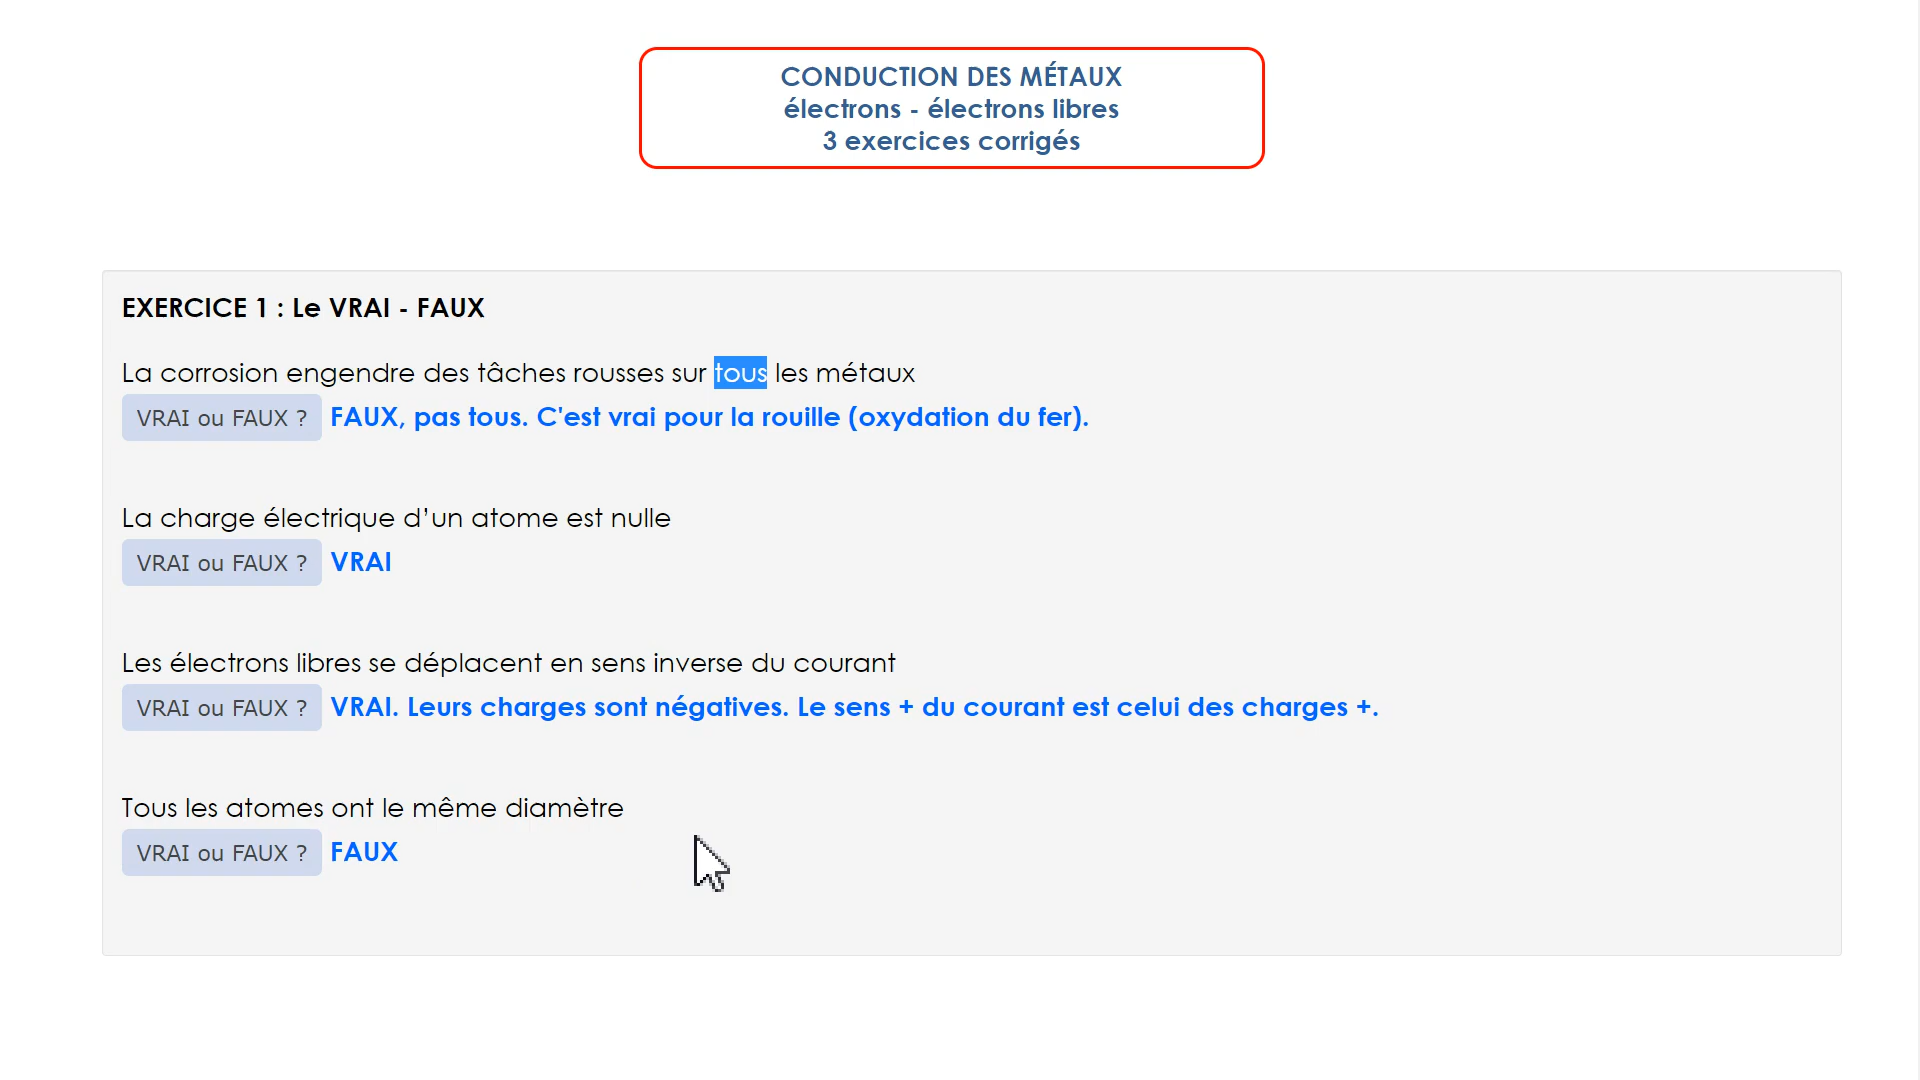 CONDUCTION DES MÉTAUX
électrons - électrons libres
3 exercices corrigés
EXERCICE 1 : Le VRAI - FAUX
La corrosion engendre des tâches rousses sur tous les métaux
VRAI ou FAUX ? FAUX, pas tous. C'est vrai pour la rouille (oxydation du fer).
La charge électrique d’un atome est nulle
VRAI ou FAUX ? VRAI
Les électrons libres se déplacent en sens inverse du courant
VRAI ou FAUX ? VRAI. Leurs charges sont négatives. Le sens + du courant est celui des charges +.
Tous les atomes ont le même diamètre
VRAI ou FAUX ? FAUX